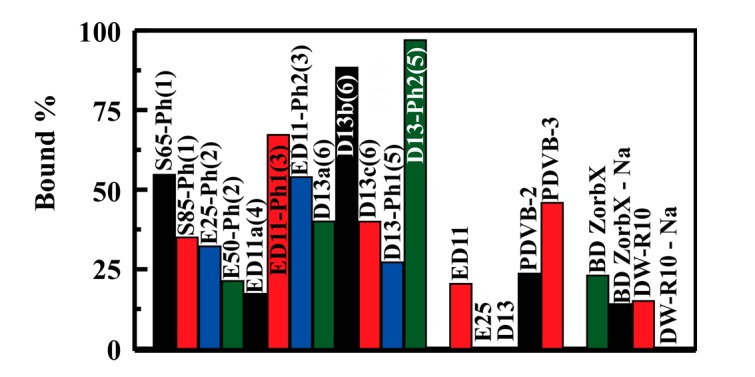 Bound %
100
75
50
25
0
S65-Ph(1)
S85-Ph(1)
E25-Ph(2)
E50-Ph(2)
ED11a(4)
ED11-Ph1(3)
ED11-Ph2(3)
D13a(6)
D13b(6)
D13c(6)
D13-Ph1(5)
D13-Ph2(5)
ED11
E25
D13
PDVB-2
PDVB-3
BD ZorbX
BD ZorbX - Na
DW-R10
DW-R10 - Na